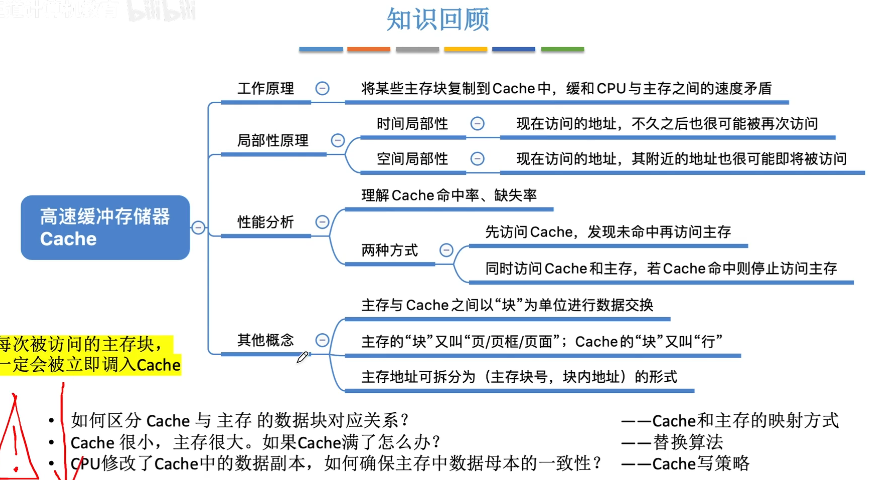 bilibili
知识回顾
工作原理
将某些主存块复制到Cache中，缓和CPU与主存之间的速度矛盾
局部性原理
时间局部性
现在访问的地址，不久之后也很可能被再次访问
空间局部性
现在访问的地址，其附近的地址也很可能即将被访问
高速缓冲存储器
Cache
性能分析
理解Cache命中率、缺失率
两种方式
先访问Cache，发现未命中再访问主存
同时访问Cache和主存，若Cache命中则停止访问主存
其他概念
主存与 Cache 之间以“块”为单位进行数据交换
主存的“块”又叫“页/页框/页面”；Cache的“块”又叫“行”
主存地址可拆分为（主存块号，块内地址）的形式
每次被访问的主存块，
一定会被立即调入Cache
• 如何区分 Cache 与 主存 的数据块对应关系？ ——Cache和主存的映射方式
• Cache 很小，主存很大。如果Cache满了怎么办？ ——替换算法
• CPU修改了Cache中的数据副本，如何确保主存中数据母本的一致性？ ——Cache写策略